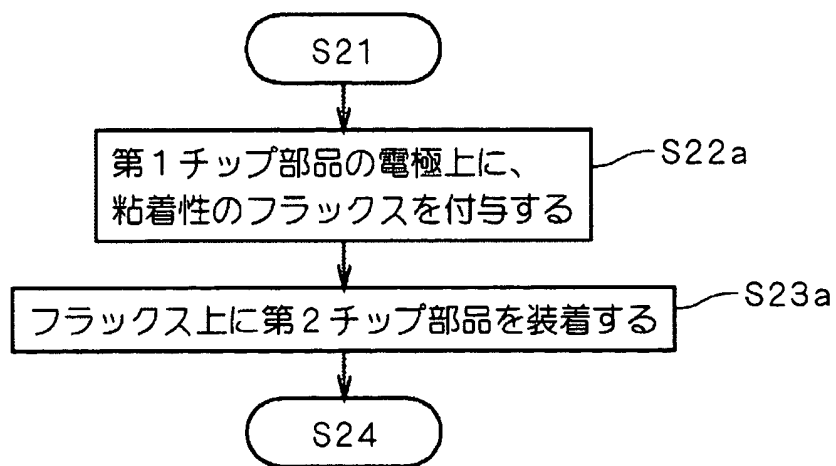 S21
第1チップ部品の電極上に、
粘着性のフラックスを付与する
S22a
フラックス上に第2チップ部品を装着する
S23a
S24